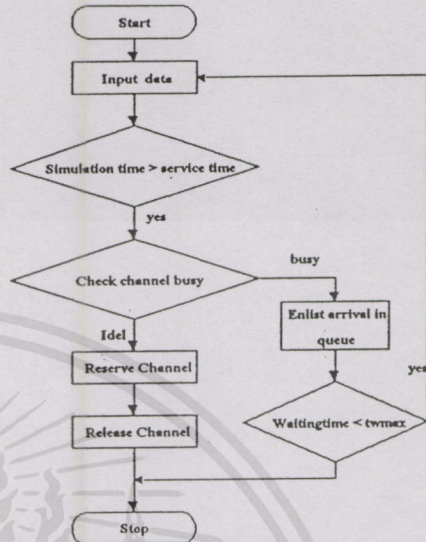 Start
Input data
Simulation time > service time
yes
Check channel busy
busy
Idel
Enlist arrival in
queue
Reserve Channel
yes
Release Channel
Waitingtime < twmax
Stop